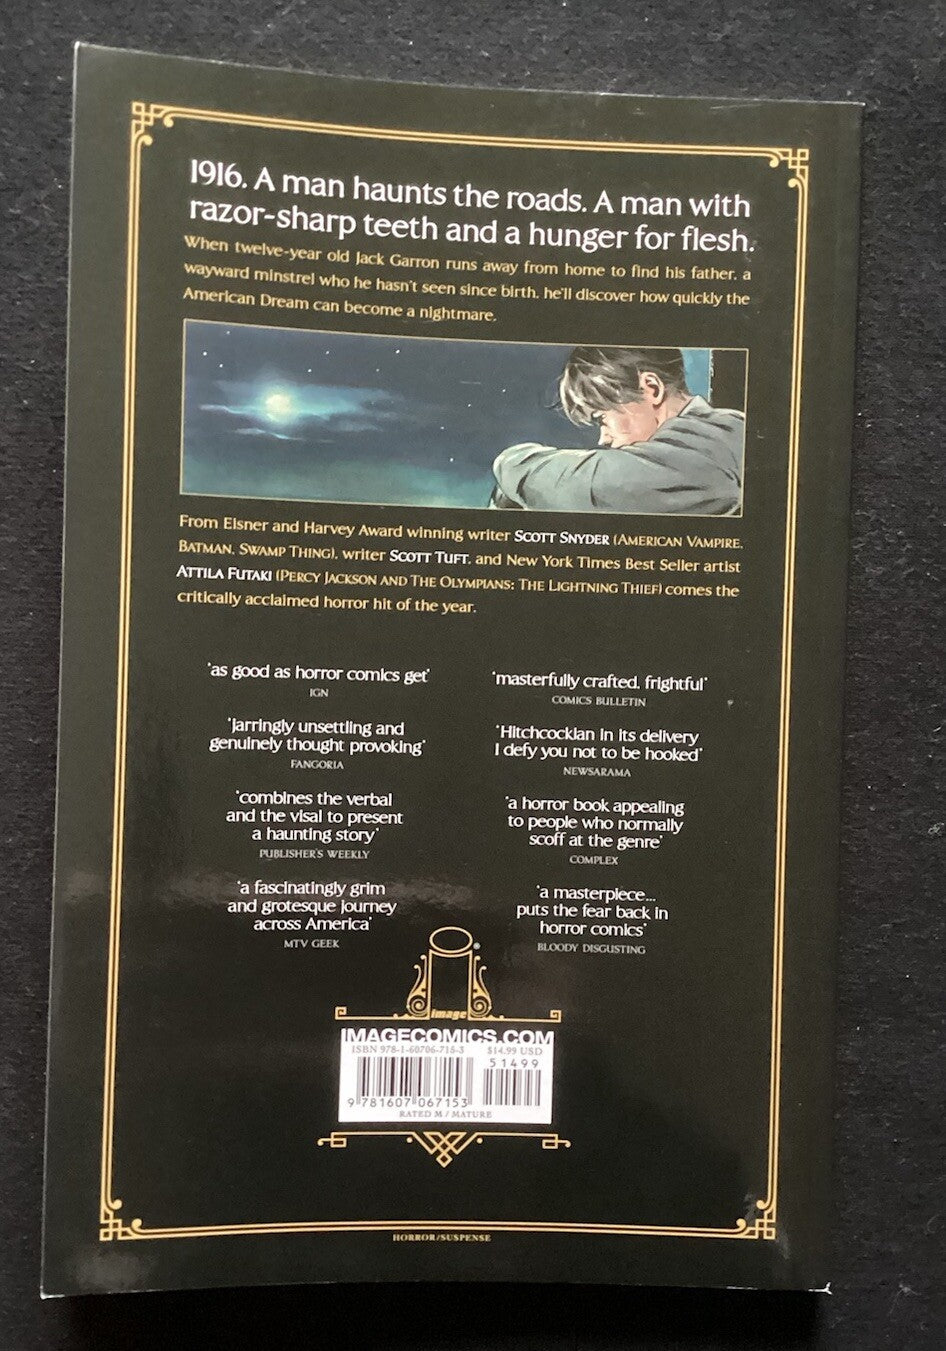 1916. A man haunts the roads. A man with
razor-sharp teeth and a hunger for flesh.
When twelve-year old Jack Garron runs away from home to find his father, a
wayward minstrel who he hasn't seen since birth, he'll discover how quickly the
American Dream can become a nightmare.
From Eisner and Harvey Award winning writer SCOTT SNYDER (AMERICAN VAMPIRE,
BATMAN, SWAMP THING), writer SCOTT TUFT, and New York Times Best Seller artist
ATTILA FUTAKI (PERCY JACKSON AND THE OLYMPIANS: THE LIGHTNING THIEF) comes the
critically acclaimed horror hit of the year.
'as good as horror comics get'
IGN
'jarringly unsettling and
genuinely thought provoking'
FANGORIA
'combines the verbal
and the visal to present
a haunting story'
PUBLISHER'S WEEKLY
'a fascinatingly grim
and grotesque journey
across America'
MTV GEEK
'masterfully crafted, frightful'
COMICS BULLETIN
'Hitchcockian in its delivery
I defy you not to be hooked'
NEWSARAMA
'a horror book appealing
to people who normally
scoff at the genre'
COMPLEX
'a masterpiece...
puts the fear back in
horror comics'
BLOODY DISGUSTING
image®
IMAGECOMICS.COM
ISBN 978-1-60706-715-3 $14.99 USD
51499
9 781607 067153
RATED M / MATURE
HORROR/SUSPENSE